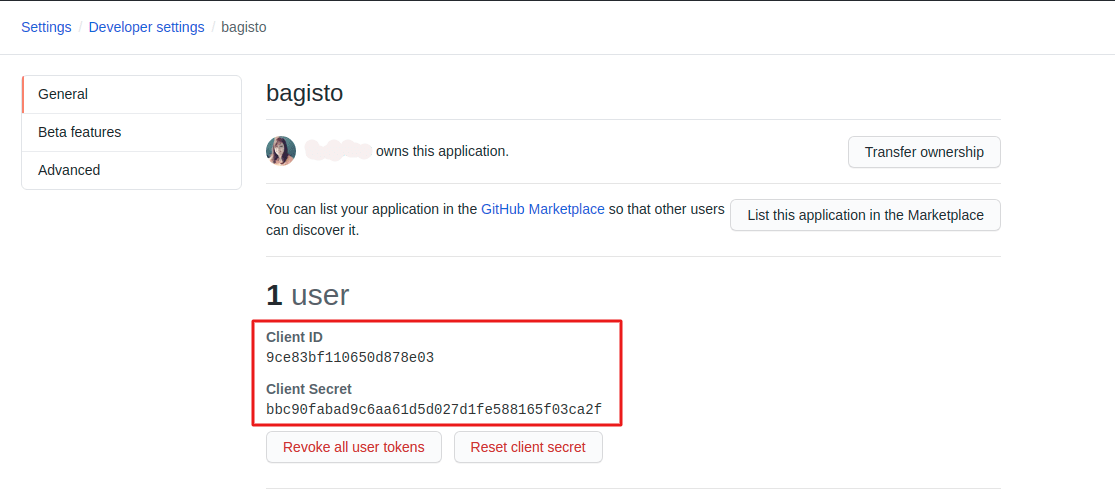 Settings / Developer settings / bagisto
General
Beta features
Advanced
bagisto
owns this application.
Transfer ownership
You can list your application in the GitHub Marketplace so that other users
can discover it.
List this application in the Marketplace
1 user
Client ID
9ce83bf110650d878e03
Client Secret
bbc90fabad9c6aa61d5d027d1fe588165f03ca2f
Revoke all user tokens
Reset client secret